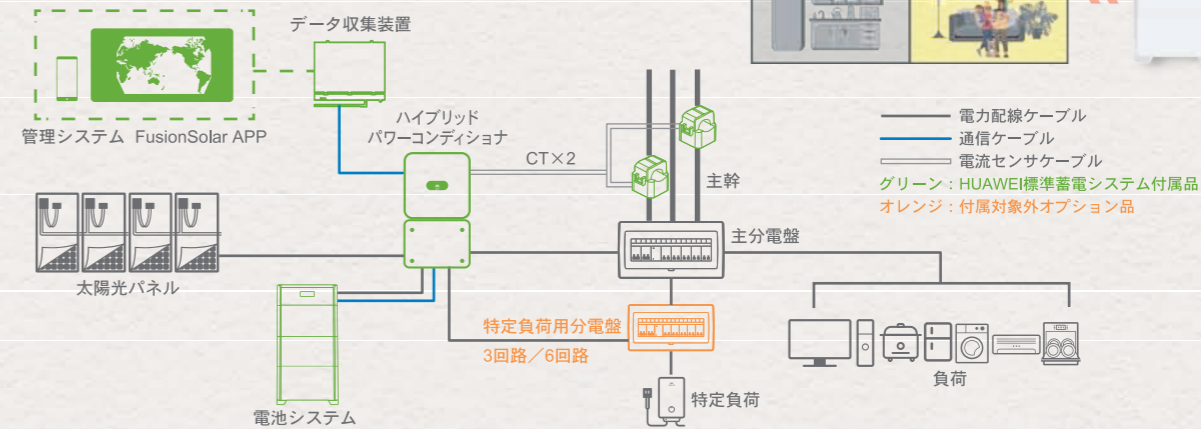 データ収集装置
管理システム FusionSolar APP
ハイブリッド
パワーコンディショナ
CT×2
主幹
電力配線ケーブル
通信ケーブル
電流センサケーブル
グリーン：HUAWEI標準蓄電システム付属品
オレンジ：付属対象外オプション品
太陽光パネル
主分電盤
特定負荷用分電盤
3回路／6回路
電池システム
特定負荷
負荷